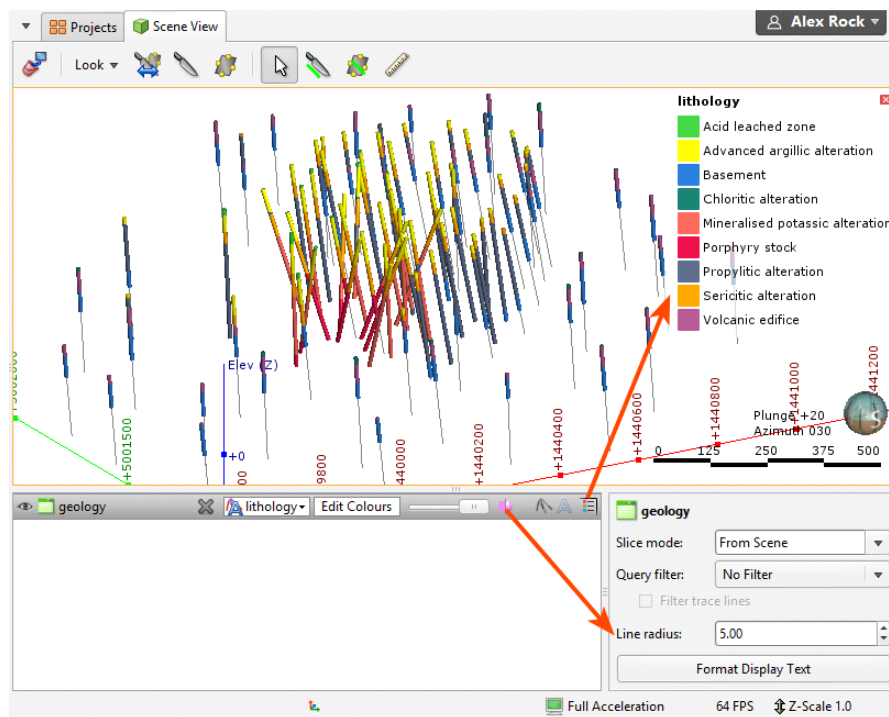 Projects
Scene View
Alex Rock
Look
lithology
Acid leached zone
Advanced argillic alteration
Basement
Chloritic alteration
Mineralised potassic alteration
Porphyry stock
Propylitic alteration
Sericitic alteration
Volcanic edifice
Elev (Z)
+0
+5001500
9800
440000
+1440200
+1440400
+1440600
+1440800
+1441000
441200
Plunge +20
Azimuth 030
0 125 250 375 500
S
geology
lithology
Edit Colours
geology
Slice mode: From Scene
Query filter: No Filter
Filter trace lines
Line radius: 5.00
Format Display Text
Full Acceleration
64 FPS
Z-Scale 1.0